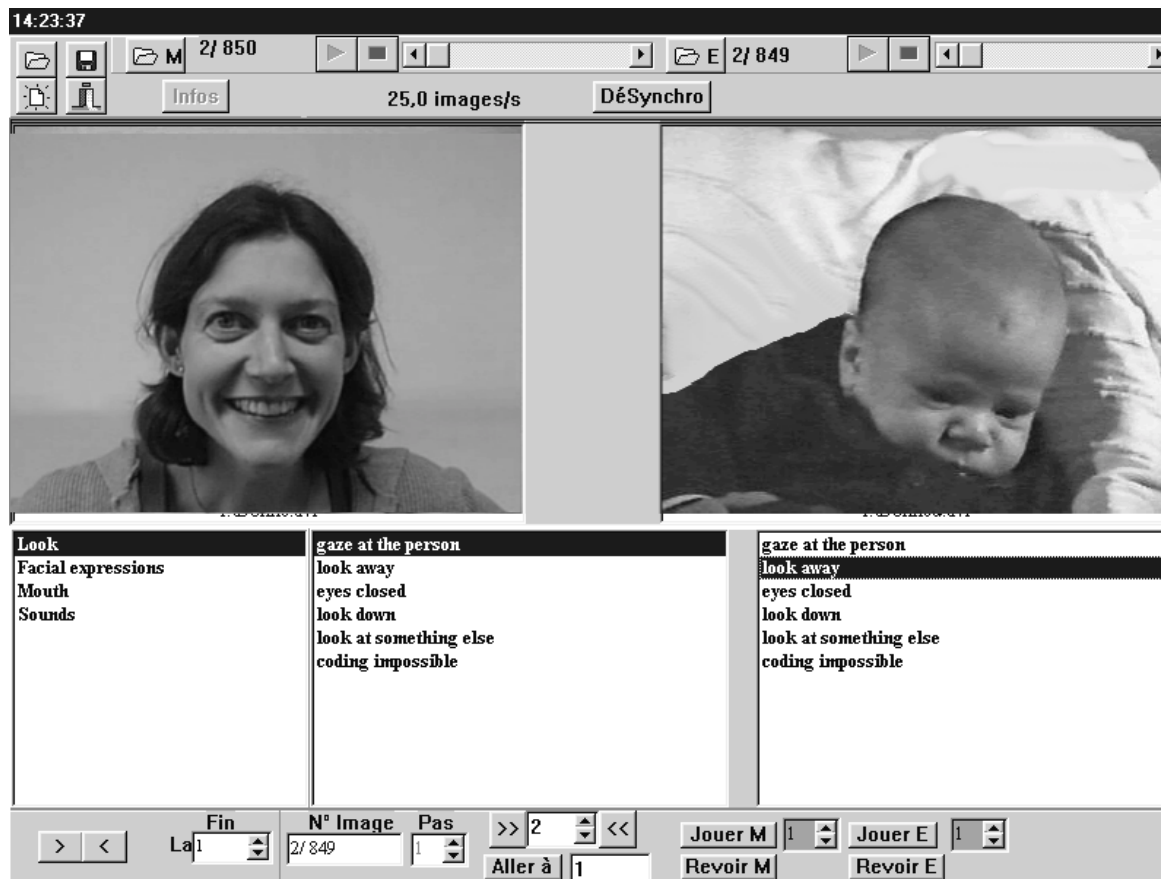 14:23:37
M 2/ 850 E 2/ 849
Infos 25,0 images/s DéSynchro
Look
Facial expressions
Mouth
Sounds
gaze at the person
look away
eyes closed
look down
look at something else
coding impossible
gaze at the person
look away
eyes closed
look down
look at something else
coding impossible
Fin N° Image Pas
> < La 1 2/ 849 1 >> 2 << Jouer M 1 Jouer E 1
Aller à 1 Revoir M Revoir E